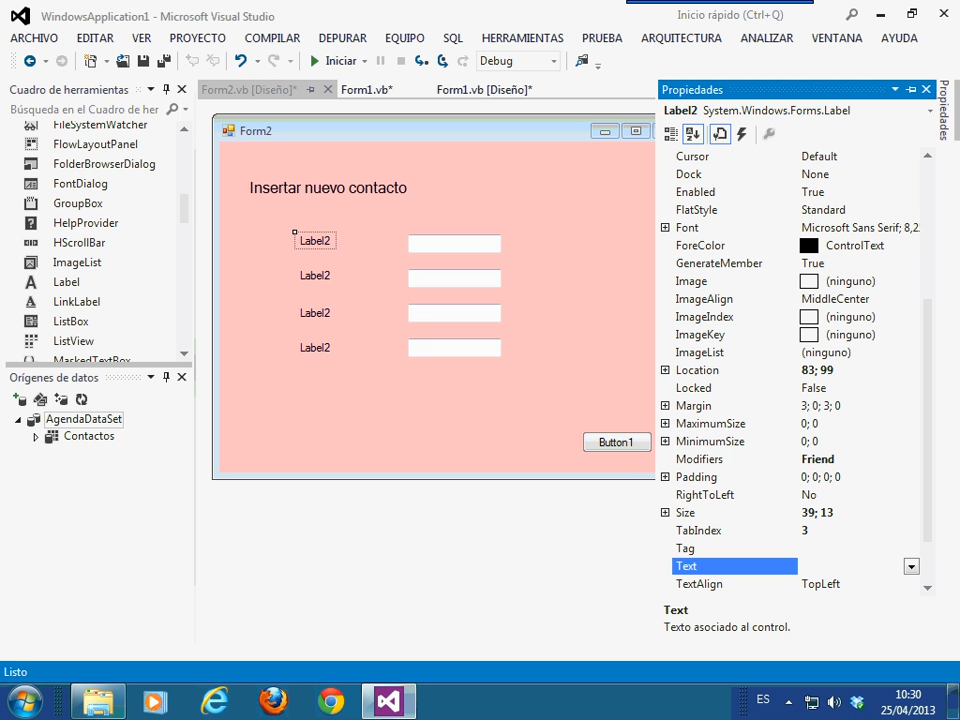 WindowsApplication1 - Microsoft Visual Studio
Inicio rápido (Ctrl+Q)
ARCHIVO EDITAR VER PROYECTO COMPILAR DEPURAR EQUIPO SQL HERRAMIENTAS PRUEBA ARQUITECTURA ANALIZAR VENTANA AYUDA
Iniciar Debug
Cuadro de herramientas
Búsqueda en el Cuadro de her
FileSystemWatcher
FlowLayoutPanel
FolderBrowserDialog
FontDialog
GroupBox
HelpProvider
HScrollBar
ImageList
Label
LinkLabel
ListBox
ListView
MaskedTextBox
Orígenes de datos
AgendaDataSet
Contactos
Form2.vb [Diseño]* Form1.vb* Form1.vb [Diseño]*
Form2
Insertar nuevo contacto
Label2
Label2
Label2
Label2
Button1
Propiedades
Label2 System.Windows.Forms.Label
Cursor Default
Dock None
Enabled True
FlatStyle Standard
Font Microsoft Sans Serif; 8,2
ForeColor ControlText
GenerateMember True
Image (ninguno)
ImageAlign MiddleCenter
ImageIndex (ninguno)
ImageKey (ninguno)
ImageList (ninguno)
Location 83; 99
Locked False
Margin 3; 0; 3; 0
MaximumSize 0; 0
MinimumSize 0; 0
Modifiers Friend
Padding 0; 0; 0; 0
RightToLeft No
Size 39; 13
TabIndex 3
Tag
Text
TextAlign TopLeft
Text
Texto asociado al control.
Propiedades
Listo
ES
10:30
25/04/2013